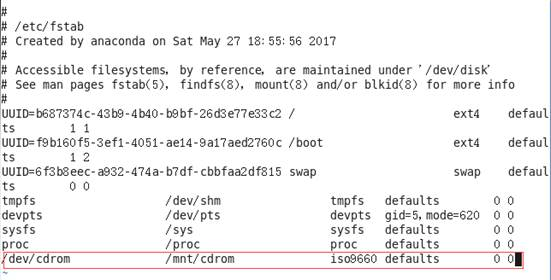 #
# /etc/fstab
# Created by anaconda on Sat May 27 18:55:56 2017
#
# Accessible filesystems, by reference, are maintained under '/dev/disk'
# See man pages fstab(5), findfs(8), mount(8) and/or blkid(8) for more info
#
UUID=b687374c-43b9-4b40-b9bf-26d3e77e33c2 / ext4 defaul
ts 1 1
UUID=f9b160f5-3ef1-4051-ae14-9a17aed2760c /boot ext4 defaul
ts 1 2
UUID=6f3b8eec-a932-474a-b7df-cbbfaa2df815 swap swap defaul
ts 0 0
tmpfs /dev/shm tmpfs defaults 0 0
devpts /dev/pts devpts gid=5,mode=620 0 0
sysfs /sys sysfs defaults 0 0
proc /proc proc defaults 0 0
/dev/cdrom /mnt/cdrom iso9660 defaults 0 0
~